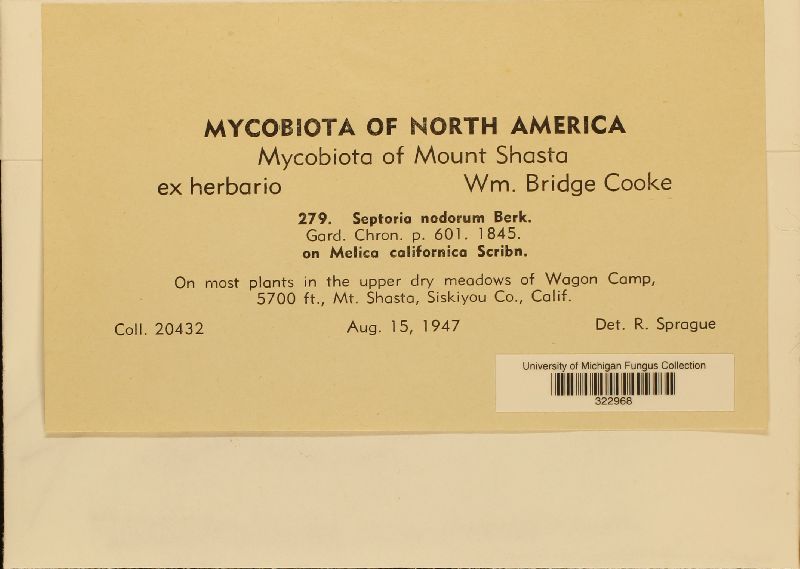 MYCOBIOTA OF NORTH AMERICA
Mycobiota of Mount Shasta
ex herbario Wm. Bridge Cooke
279. Septoria nodorum Berk.
Gard. Chron. p. 601. 1845.
on Melica californica Scribn.
On most plants in the upper dry meadows of Wagon Camp,
5700 ft., Mt. Shasta, Siskiyou Co., Calif.
Coll. 20432 Aug. 15, 1947 Det. R. Sprague
University of Michigan Fungus Collection
322968